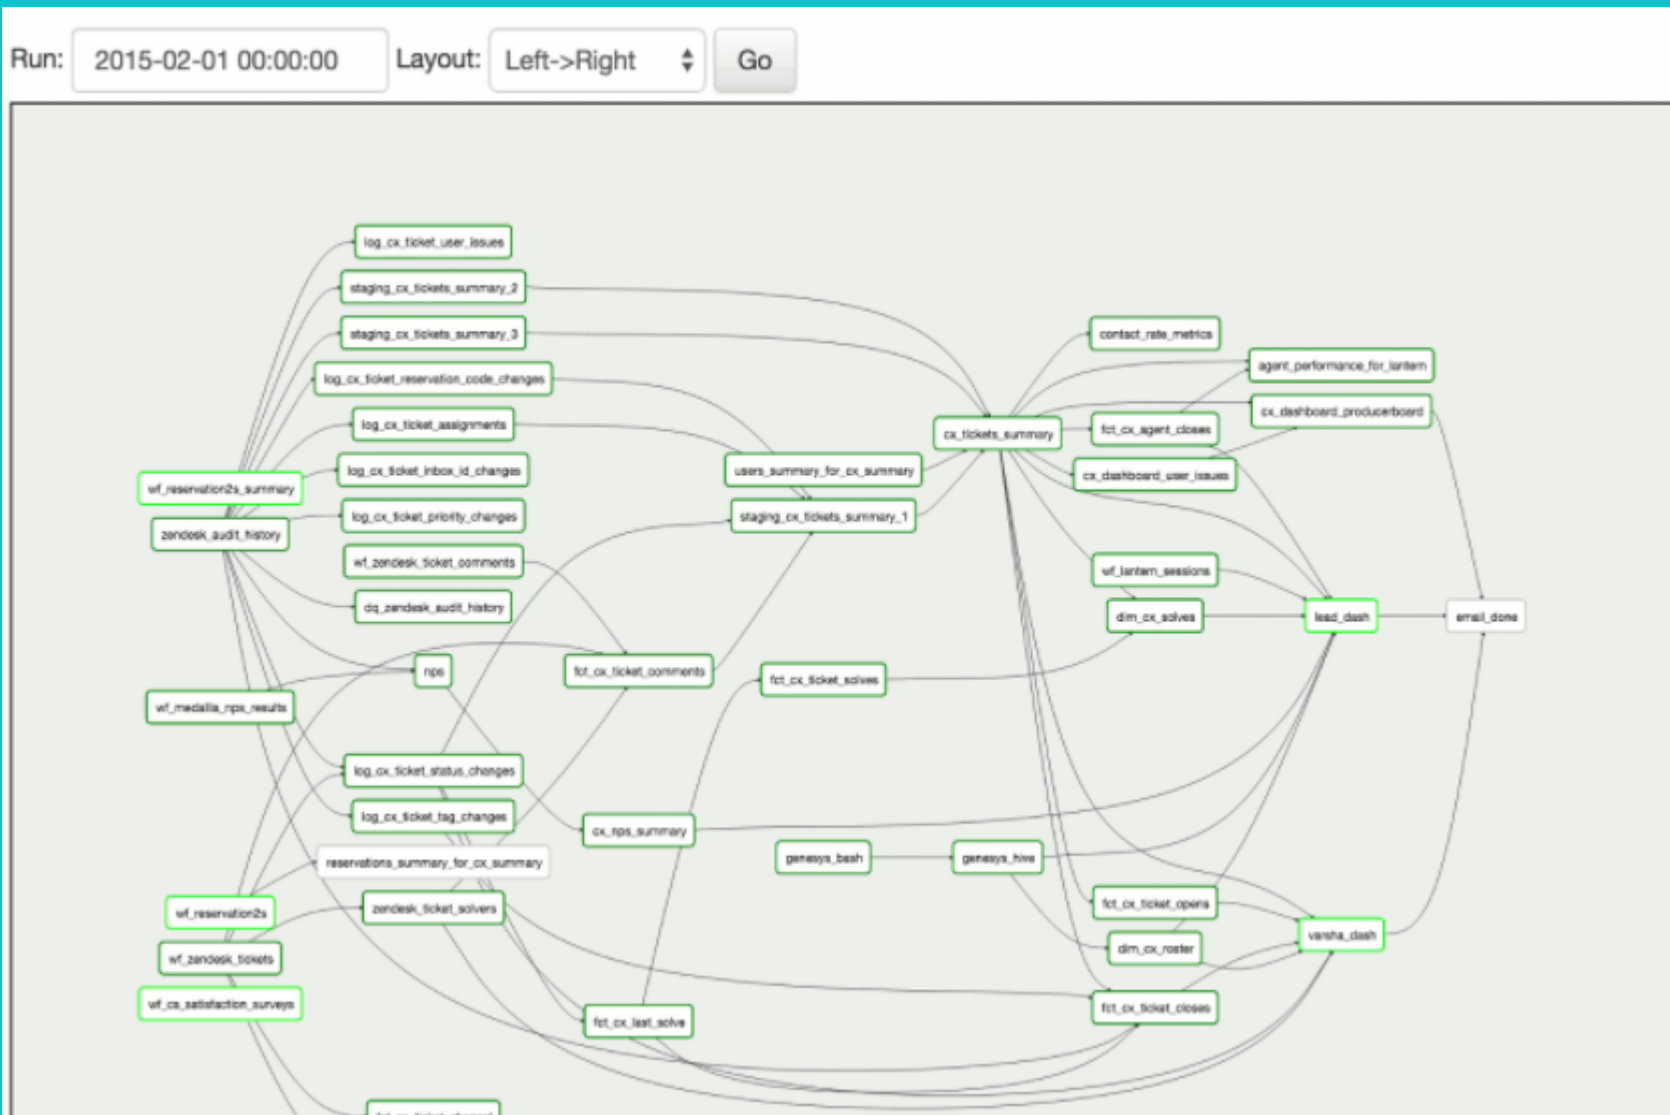 Run: 2015-02-01 00:00:00 Layout: Left->Right Go
log_cx_ticket_user_issues
staging_cx_tickets_summary_2
staging_cx_tickets_summary_3
contact_rate_metrics
agent_performance_for_lantern
log_cx_ticket_reservation_code_changes
cx_dashboard_producerboard
log_cx_ticket_assignments
fct_cx_agent_closes
cx_tickets_summary
log_cx_ticket_inbox_id_changes
users_summary_for_cx_summary
cx_dashboard_user_issues
wf_reservation2s_summary
log_cx_ticket_priority_changes
staging_cx_tickets_summary_1
zendesk_audit_history
wf_zendesk_ticket_comments
wf_lantern_sessions
dq_zendesk_audit_history
dim_cx_solves
lead_dash
email_done
nps
fct_cx_ticket_comments
fct_cx_ticket_solves
wf_medallia_nps_results
log_cx_ticket_status_changes
log_cx_ticket_tag_changes
cx_nps_summary
genesys_bash
genesys_hive
reservations_summary_for_cx_summary
fct_cx_ticket_opens
zendesk_ticket_solvers
wf_reservation2s
varsha_dash
dim_cx_roster
wf_zendesk_tickets
wf_cs_satisfaction_surveys
fct_cx_ticket_closes
fct_cx_last_solve